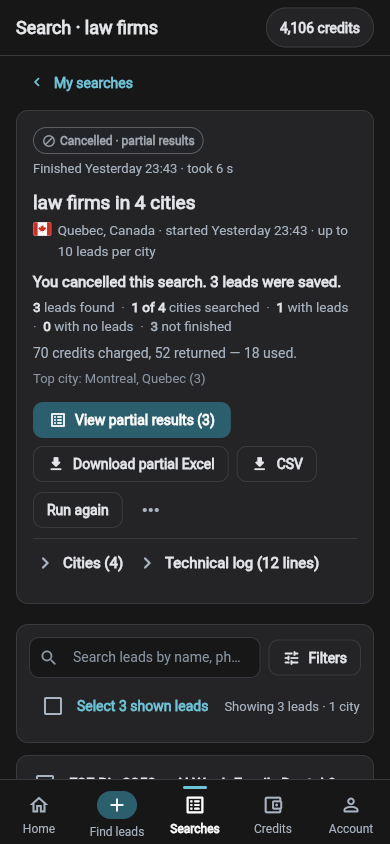 Search · law firms
4,106 credits
My searches
Cancelled · partial results
Finished Yesterday 23:43 · took 6 s
law firms in 4 cities
Quebec, Canada · started Yesterday 23:43 · up to
10 leads per city
You cancelled this search. 3 leads were saved.
3 leads found · 1 of 4 cities searched · 1 with leads
· 0 with no leads · 3 not finished
70 credits charged, 52 returned — 18 used.
Top city: Montreal, Quebec (3)
View partial results (3)
Download partial Excel
CSV
Run again
Cities (4)
Technical log (12 lines)
Search leads by name, ph…
Filters
Select 3 shown leads
Showing 3 leads · 1 city
Home
Find leads
Searches
Credits
Account